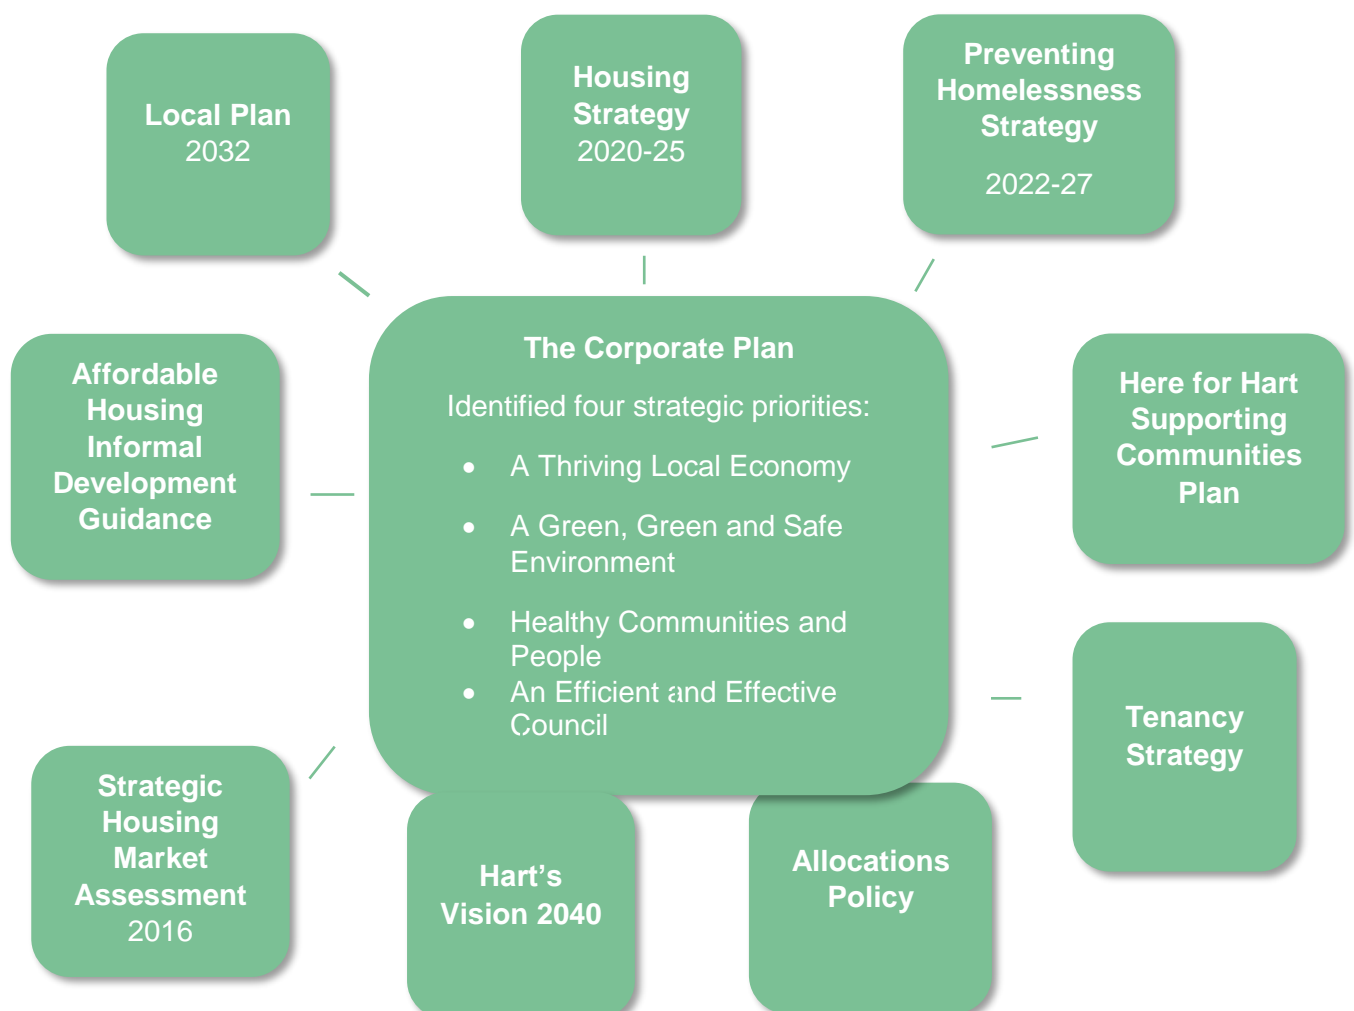 Local Plan
2032
Housing
Strategy
2020-25
Preventing
Homelessness
Strategy
2022-27
Affordable
Housing
Informal
Development
Guidance
The Corporate Plan
Identified four strategic priorities:
• A Thriving Local Economy
• A Green, Green and Safe
Environment
• Healthy Communities and
People
• An Efficient and Effective
Council
Here for Hart
Supporting
Communities
Plan
Tenancy
Strategy
Strategic
Housing
Market
Assessment
2016
Hart’s
Vision 2040
Allocations
Policy